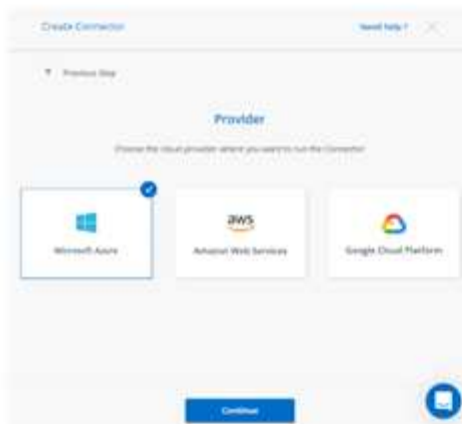 Create Connector
Need help ?
Previous Step
Provider
Choose the cloud provider where you want to run the Connector
Microsoft Azure
aws
Amazon Web Services
Google Cloud Platform
Continue